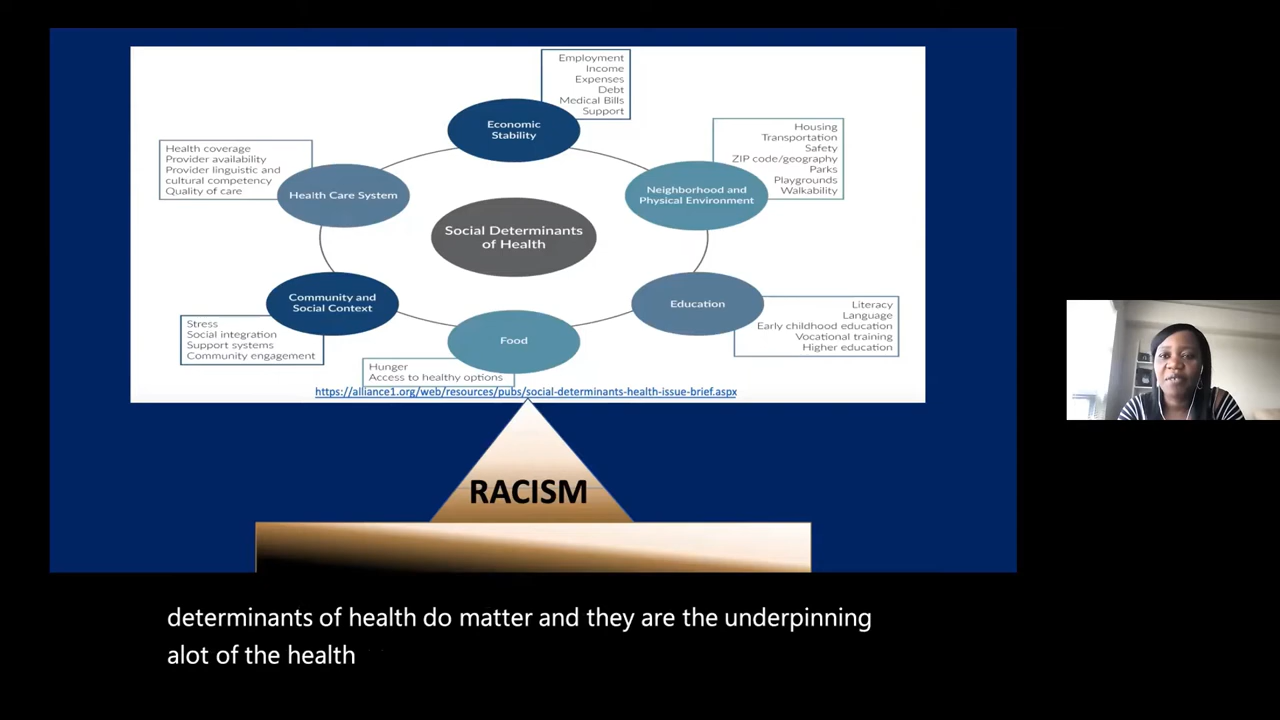 Employment
Income
Expenses
Debt
Medical Bills
Support
Economic
Stability
Housing
Transportation
Safety
ZIP code/geography
Parks
Playgrounds
Walkability
Health coverage
Provider availability
Provider linguistic and
cultural competency
Quality of care
Health Care System
Neighborhood and
Physical Environment
Social Determinants
of Health
Community and
Social Context
Education
Literacy
Language
Early childhood education
Vocational training
Higher education
Stress
Social integration
Support systems
Community engagement
Food
Hunger
Access to healthy options
https://alliance1.org/web/resources/pubs/social-determinants-health-issue-brief.aspx
RACISM
determinants of health do matter and they are the underpinning
alot of the health